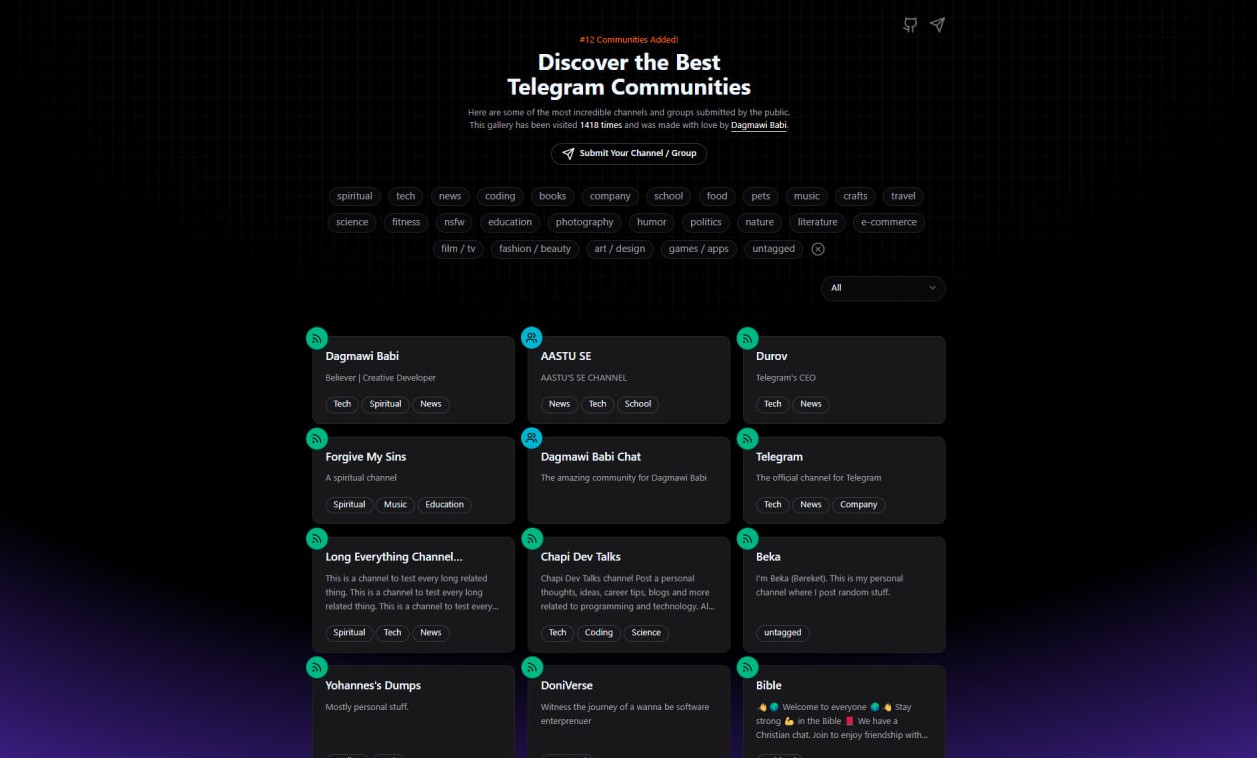 #12 Communities Added!
Discover the Best
Telegram Communities
Here are some of the most incredible channels and groups submitted by the public.
This gallery has been visited 1418 times and was made with love by Dagmawi Babi.
Submit Your Channel / Group
spiritual tech news coding books company school food pets music crafts travel
science fitness nsfw education photography humor politics nature literature e-commerce
film / tv fashion / beauty art / design games / apps untagged
All
Dagmawi Babi
Believer | Creative Developer
Tech Spiritual News
AASTU SE
AASTU'S SE CHANNEL
News Tech School
Durov
Telegram's CEO
Tech News
Forgive My Sins
A spiritual channel
Spiritual Music Education
Dagmawi Babi Chat
The amazing community for Dagmawi Babi
Telegram
The official channel for Telegram
Tech News Company
Long Everything Channel...
This is a channel to test every long related
thing. This is a channel to test every long
related thing. This is a channel to test every...
Spiritual Tech News
Chapi Dev Talks
Chapi Dev Talks channel Post a personal
thoughts, ideas, career tips, blogs and more
related to programming and technology. Al...
Tech Coding Science
Beka
I'm Beka (Bereket). This is my personal
channel where I post random stuff.
untagged
Yohannes's Dumps
Mostly personal stuff.
DoniVerse
Witness the journey of a wanna be software
enterprenuer
Bible
👋 🌍 Welcome to everyone 🌍 👋 Stay
strong 💪 in the Bible 📕 We have a
Christian chat. Join to enjoy friendship with...